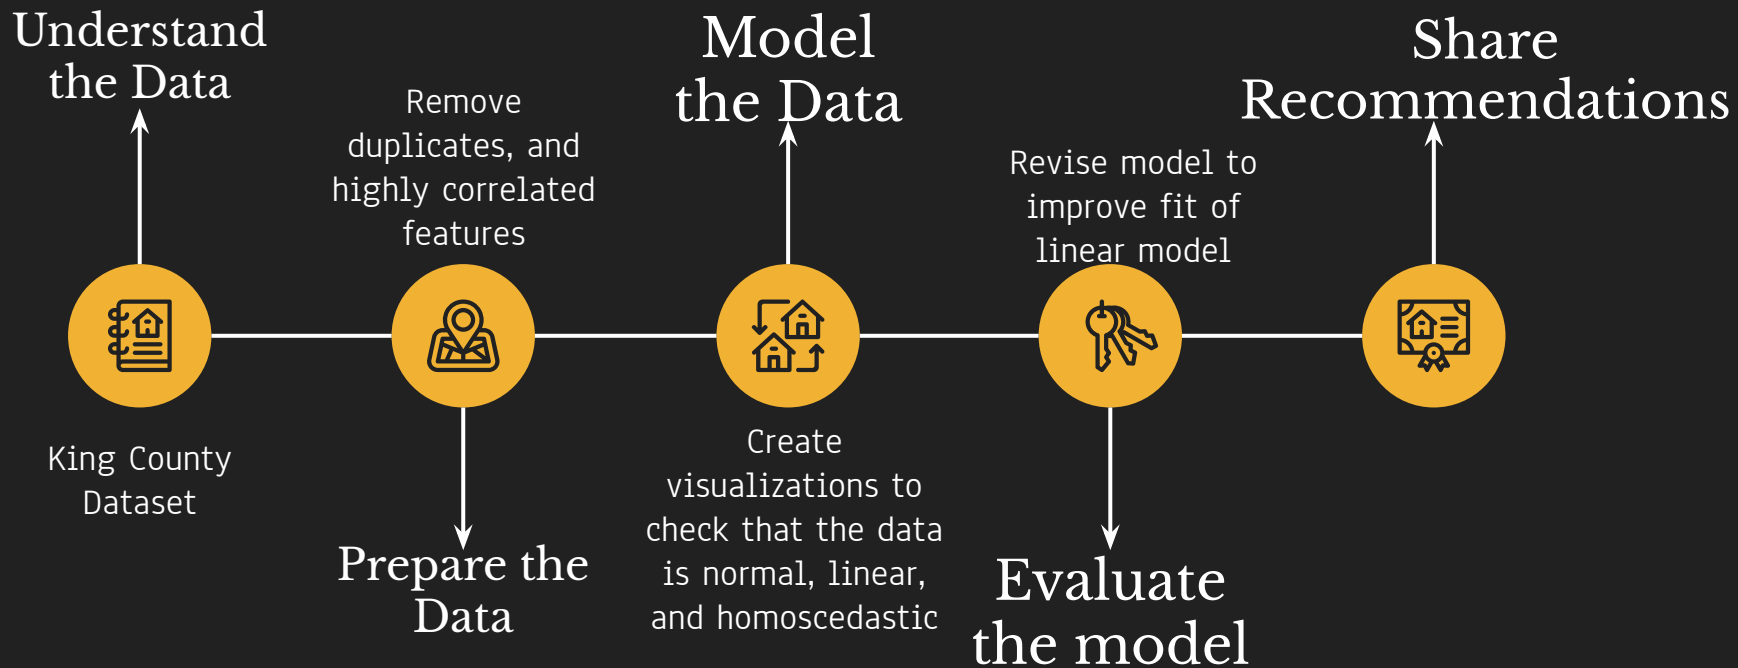 Understand
the Data
King County
Dataset
Remove
duplicates, and
highly correlated
features
Prepare the
Data
Model
the Data
Create
visualizations to
check that the data
is normal, linear,
and homoscedastic
Revise model to
improve fit of
linear model
Evaluate
the model
Share
Recommendations